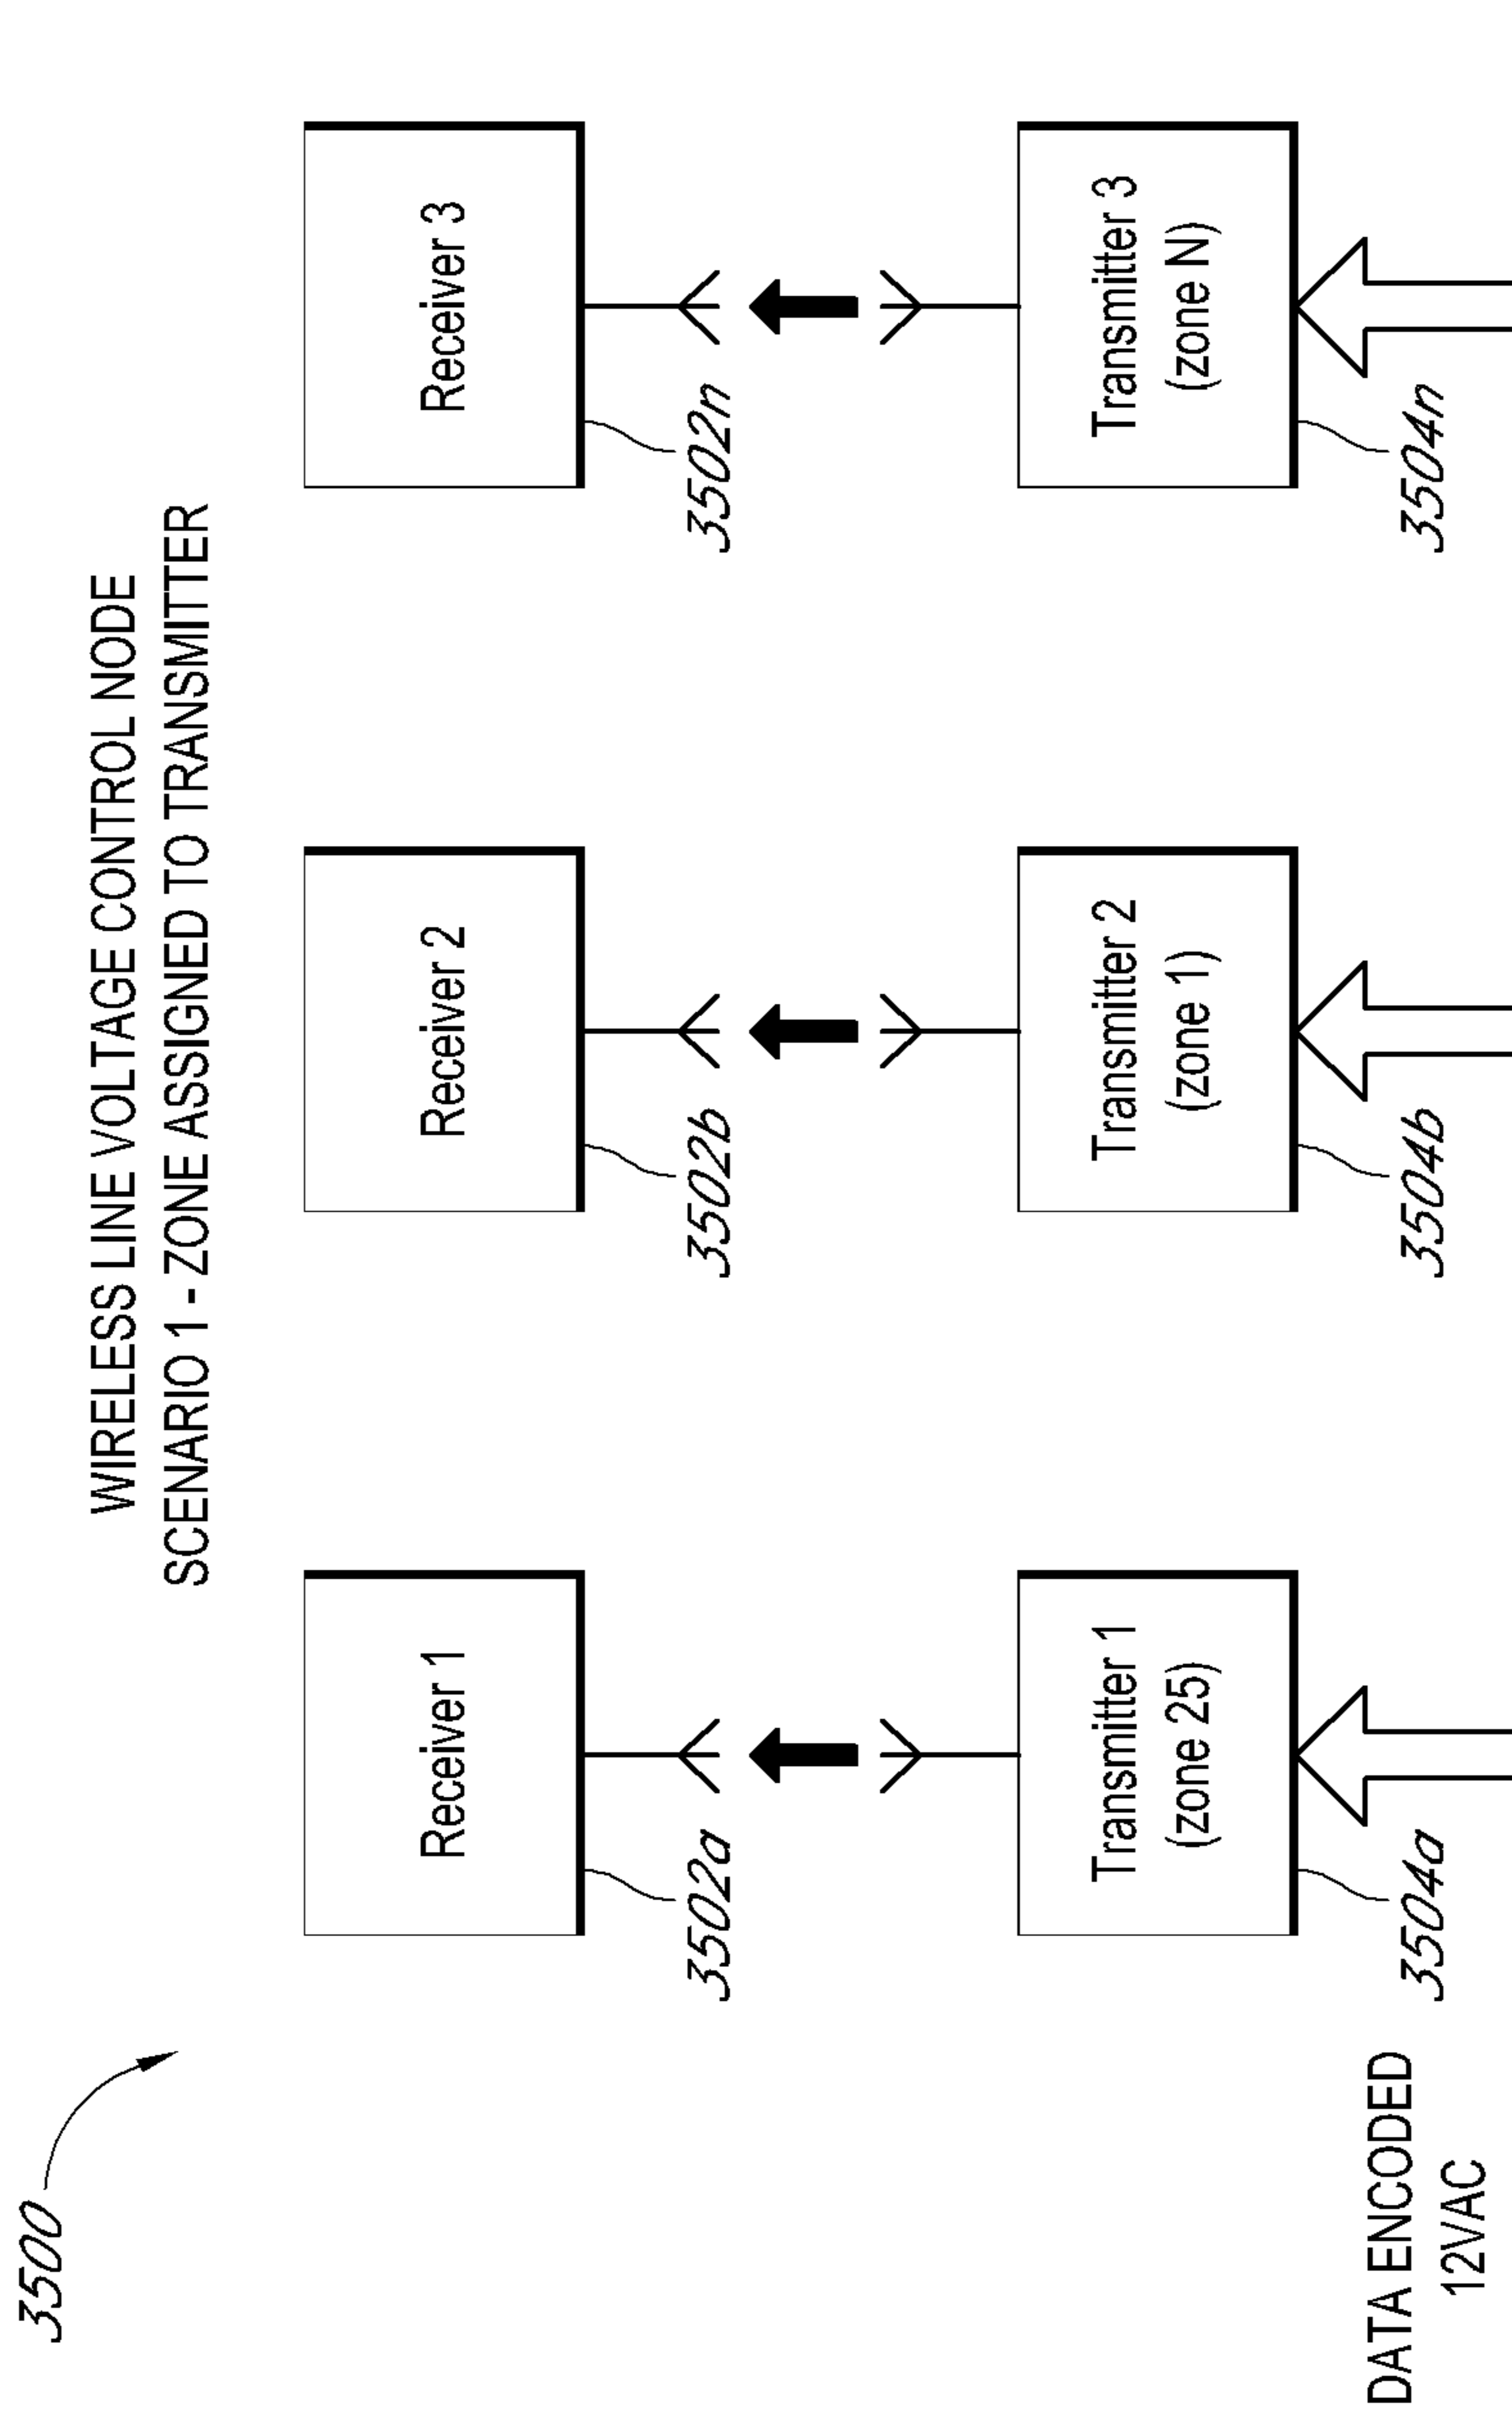 3500
WIRELESS LINE VOLTAGE CONTROL NODE
SCENARIO 1 - ZONE ASSIGNED TO TRANSMITTER
Receiver 1
Receiver 2
Receiver 3
3502a
3502b
3502n
Transmitter 1
(zone 25)
Transmitter 2
(zone 1)
Transmitter 3
(zone N)
3504a
3504b
3504n
DATA ENCODED
12VAC